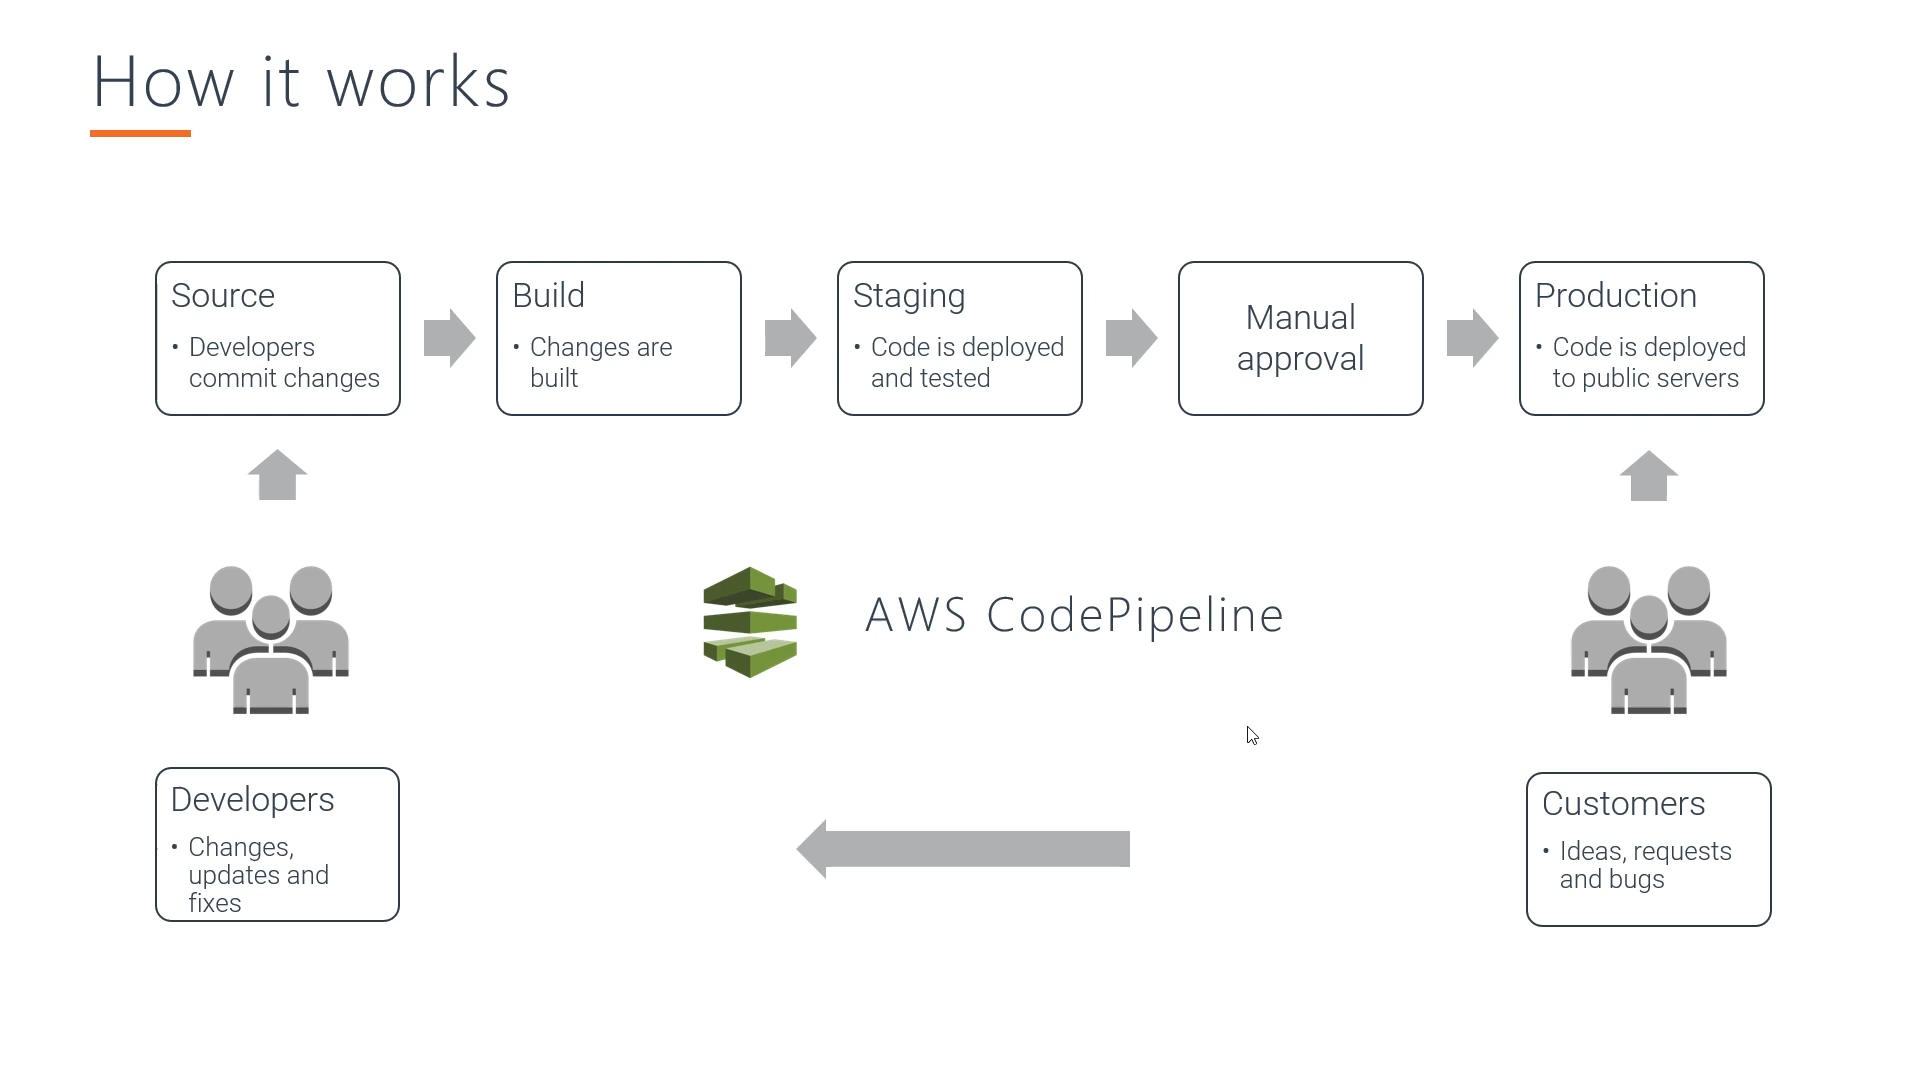 How it works
Source
• Developers
commit changes
Build
• Changes are
built
Staging
• Code is deployed
and tested
Manual
approval
Production
• Code is deployed
to public servers
AWS CodePipeline
Developers
• Changes,
updates and
fixes
Customers
• Ideas, requests
and bugs